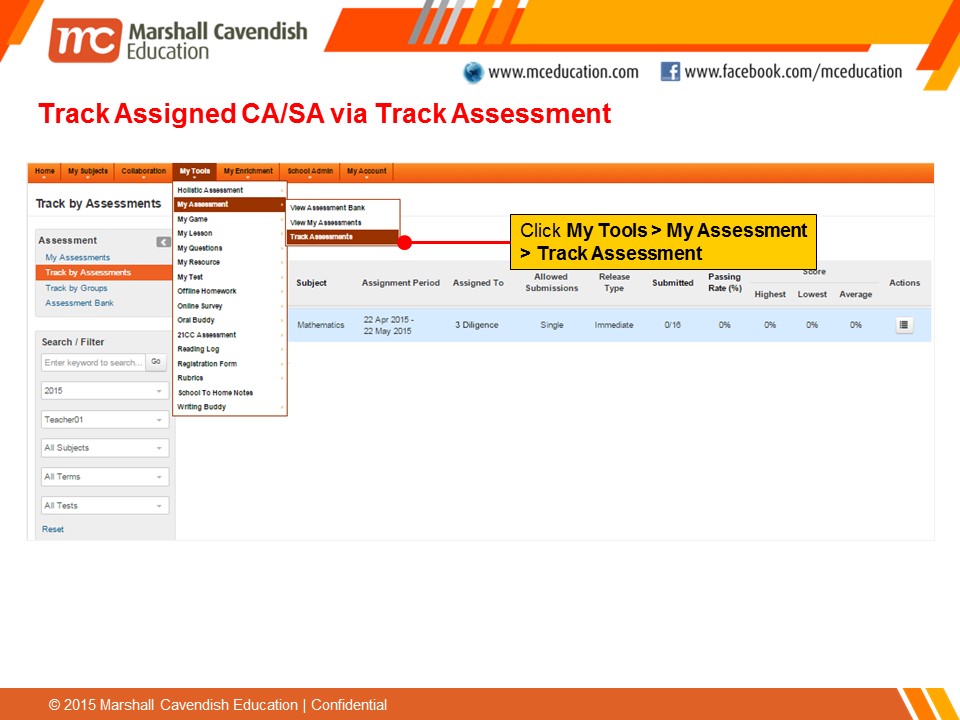 mc Marshall Cavendish
Education
www.mceducation.com
www.facebook.com/mceducation
Track Assigned CA/SA via Track Assessment
Home My Subjects Collaboration My Tools My Enrichment School Admin My Account
Track by Assessments
Assessment
My Assessments
Track by Assessments
Track by Groups
Assessment Bank
Search / Filter
Enter keyword to search... Go
2015
Teacher01
All Subjects
All Terms
All Tests
Reset
Holistic Assessment
My Assessment
My Game
My Lesson
My Questions
My Resource
My Test
Offline Homework
Online Survey
Oral Buddy
21CC Assessment
Reading Log
Registration Form
Rubrics
School To Home Notes
Writing Buddy
View Assessment Bank
View My Assessments
Track Assessments
Click My Tools > My Assessment
> Track Assessment
Subject Assignment Period Assigned To Allowed Submissions Release Type Submitted Passing Rate (%) Score Highest Lowest Average Actions
Mathematics 22 Apr 2015 - 22 May 2015 3 Diligence Single Immediate 0/16 0% 0% 0% 0%
© 2015 Marshall Cavendish Education | Confidential